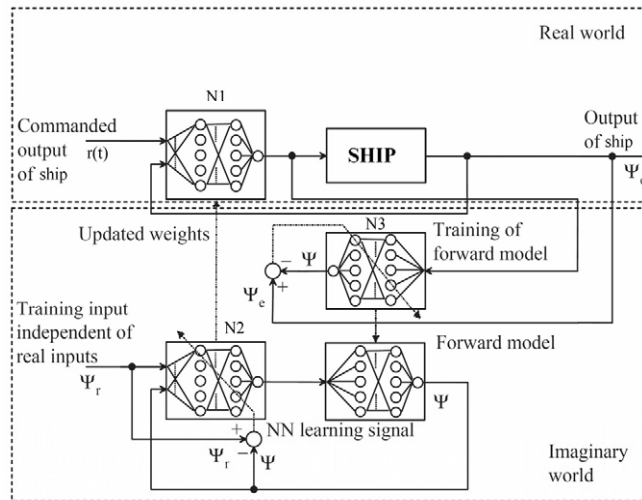 Real world
N1
Commanded
output
of ship
r(t)
SHIP
Output
of ship
Ψ
Updated weights
N3
Training of
forward model
Ψ
−
+
Ψe
Training input
independent of
real inputs
N2
Forward model
Ψr
Ψ
NN learning signal
+
−
Ψr
Ψ
Imaginary
world